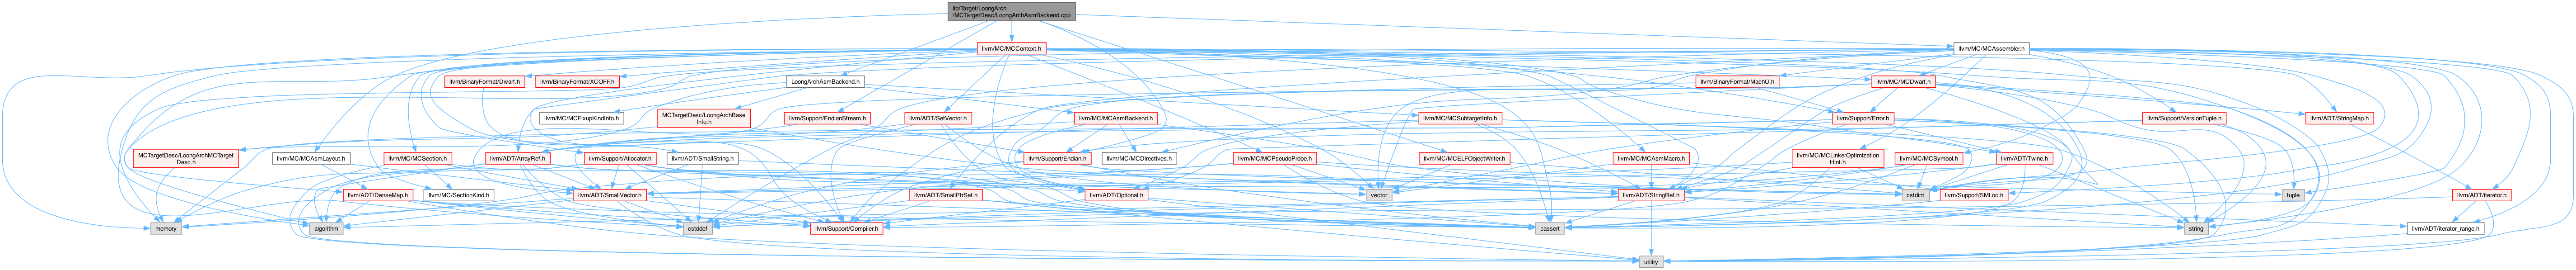 lib/Target/LoongArch
/MCTargetDesc/LoongArchAsmBackend.cpp
llvm/MC/MCContext.h
llvm/MC/MCAssembler.h
llvm/BinaryFormat/Dwarf.h
llvm/BinaryFormat/XCOFF.h
LoongArchAsmBackend.h
llvm/BinaryFormat/MachO.h
llvm/MC/MCDwarf.h
llvm/MC/MCFixupKindInfo.h
MCTargetDesc/LoongArchBase
Info.h
llvm/Support/EndianStream.h
llvm/ADT/SetVector.h
llvm/MC/MCAsmBackend.h
llvm/MC/MCSubtargetInfo.h
llvm/Support/Error.h
llvm/Support/VersionTuple.h
llvm/ADT/StringMap.h
MCTargetDesc/LoongArchMCTarget
Desc.h
llvm/MC/MCAsmLayout.h
llvm/MC/MCSection.h
llvm/ADT/ArrayRef.h
llvm/Support/Allocator.h
llvm/ADT/SmallString.h
llvm/Support/Endian.h
llvm/MC/MCDirectives.h
llvm/MC/MCPseudoProbe.h
llvm/MC/MCELFObjectWriter.h
llvm/MC/MCAsmMacro.h
llvm/MC/MCLinkerOptimization
Hint.h
llvm/MC/MCSymbol.h
llvm/ADT/Twine.h
llvm/ADT/DenseMap.h
llvm/MC/SectionKind.h
llvm/ADT/SmallVector.h
llvm/ADT/SmallPtrSet.h
llvm/ADT/Optional.h
vector
llvm/ADT/StringRef.h
cstdint
llvm/Support/SMLoc.h
tuple
llvm/ADT/iterator.h
memory
algorithm
cstddef
llvm/Support/Compiler.h
cassert
string
llvm/ADT/iterator_range.h
utility